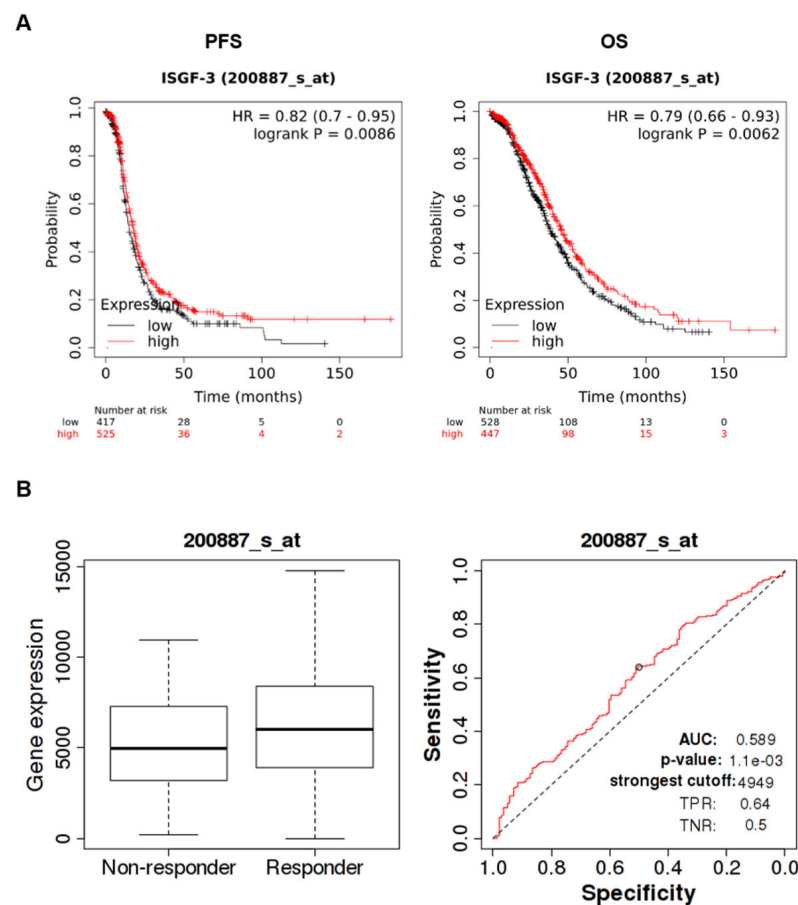 A
PFS
OS
ISGF-3 (200887_s_at)
HR = 0.82 (0.7 - 0.95)
logrank P = 0.0086
Probability
1.0
0.8
0.6
0.4
0.2
0.0
Expression
low
high
0
50
100
150
Time (months)
Number at risk
low 417 28 5 0
high 525 36 4 2
ISGF-3 (200887_s_at)
HR = 0.79 (0.66 - 0.93)
logrank P = 0.0062
Probability
1.0
0.8
0.6
0.4
0.2
0.0
Expression
low
high
0
50
100
150
Time (months)
Number at risk
low 528 108 13 0
high 447 98 15 3
B
200887_s_at
Gene expression
15000
10000
5000
0
Non-responder
Responder
200887_s_at
Sensitivity
1.0
0.8
0.6
0.4
0.2
0.0
AUC: 0.589
p-value: 1.1e-03
strongest cutoff: 4949
TPR: 0.64
TNR: 0.5
1.0
0.8
0.6
0.4
0.2
0.0
Specificity